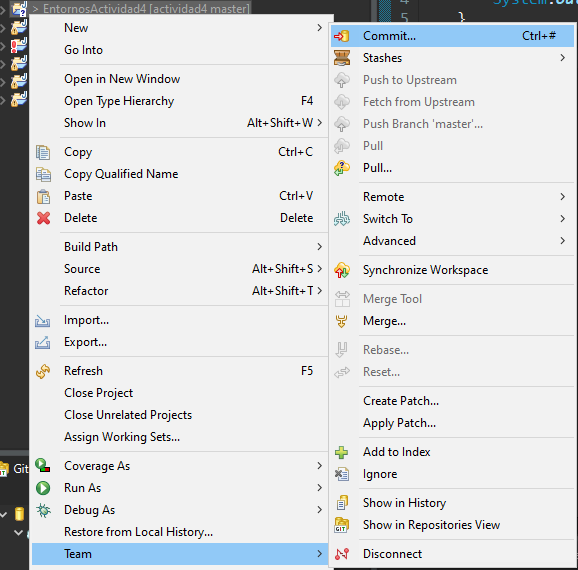 > EntornosActividad4 [actividad4 master]
4
System.out
5
}
New >
Go Into
Open in New Window
Open Type Hierarchy F4
Show In Alt+Shift+W >
Copy Ctrl+C
Copy Qualified Name
Paste Ctrl+V
Delete Delete
Build Path >
Source Alt+Shift+S >
Refactor Alt+Shift+T >
Import...
Export...
Refresh F5
Close Project
Close Unrelated Projects
Assign Working Sets...
Coverage As >
Run As >
Debug As >
Restore from Local History...
Team >
Commit... Ctrl+#
Stashes >
Push to Upstream
Fetch from Upstream
Push Branch 'master'...
Pull
Pull...
Remote >
Switch To >
Advanced >
Synchronize Workspace
Merge Tool
Merge...
Rebase...
Reset...
Create Patch...
Apply Patch...
Add to Index
Ignore
Show in History
GIT Show in Repositories View
Disconnect
GIT Git